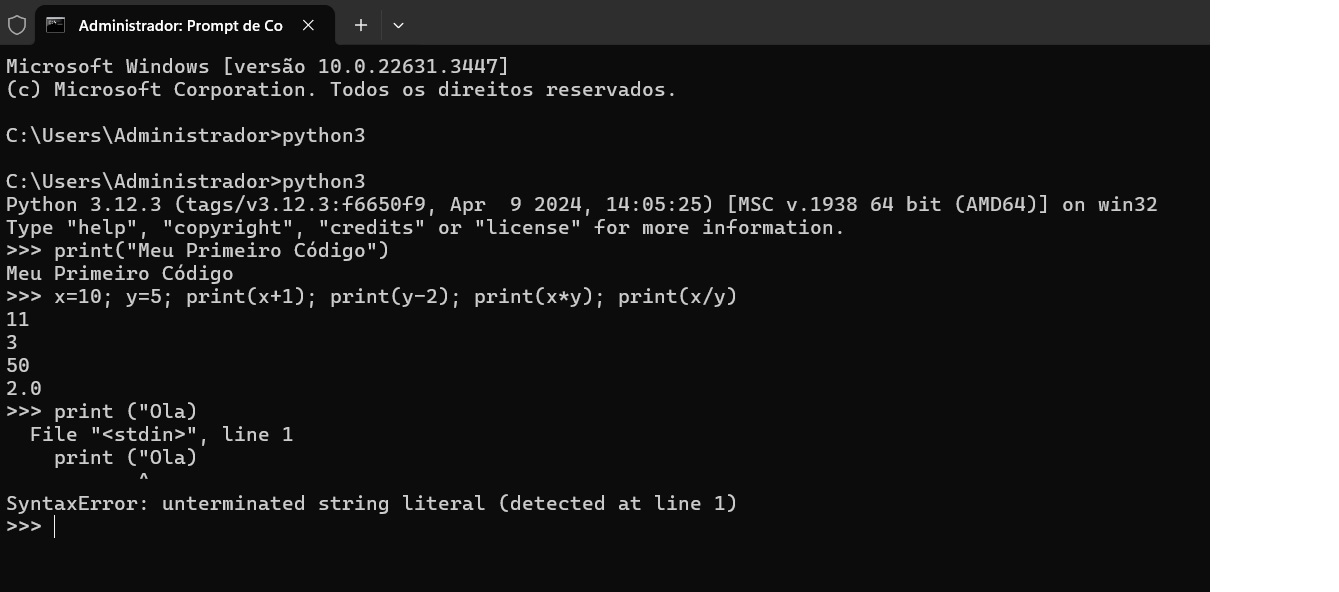 Administrador: Prompt de Co
Microsoft Windows [versão 10.0.22631.3447]
(c) Microsoft Corporation. Todos os direitos reservados.
C:\Users\Administrador>python3
C:\Users\Administrador>python3
Python 3.12.3 (tags/v3.12.3:f6650f9, Apr  9 2024, 14:05:25) [MSC v.1938 64 bit (AMD64)] on win32
Type "help", "copyright", "credits" or "license" for more information.
>>> print("Meu Primeiro Código")
Meu Primeiro Código
>>> x=10; y=5; print(x+1); print(y-2); print(x*y); print(x/y)
11
3
50
2.0
>>> print ("Ola)
  File "<stdin>", line 1
    print ("Ola)
           ^
SyntaxError: unterminated string literal (detected at line 1)
>>>